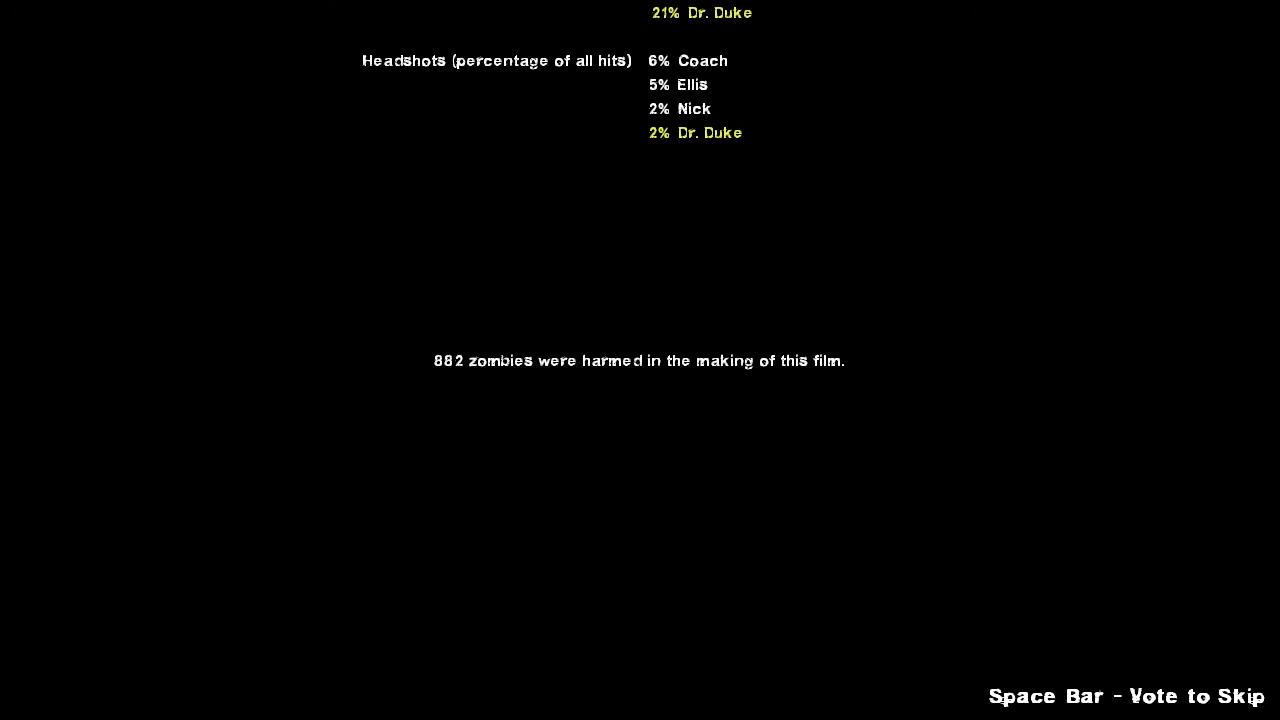 21% Dr. Duke
Headshots (percentage of all hits) 6% Coach
5% Ellis
2% Nick
2% Dr. Duke
882 zombies were harmed in the making of this film.
Space Bar - Vote to Skip